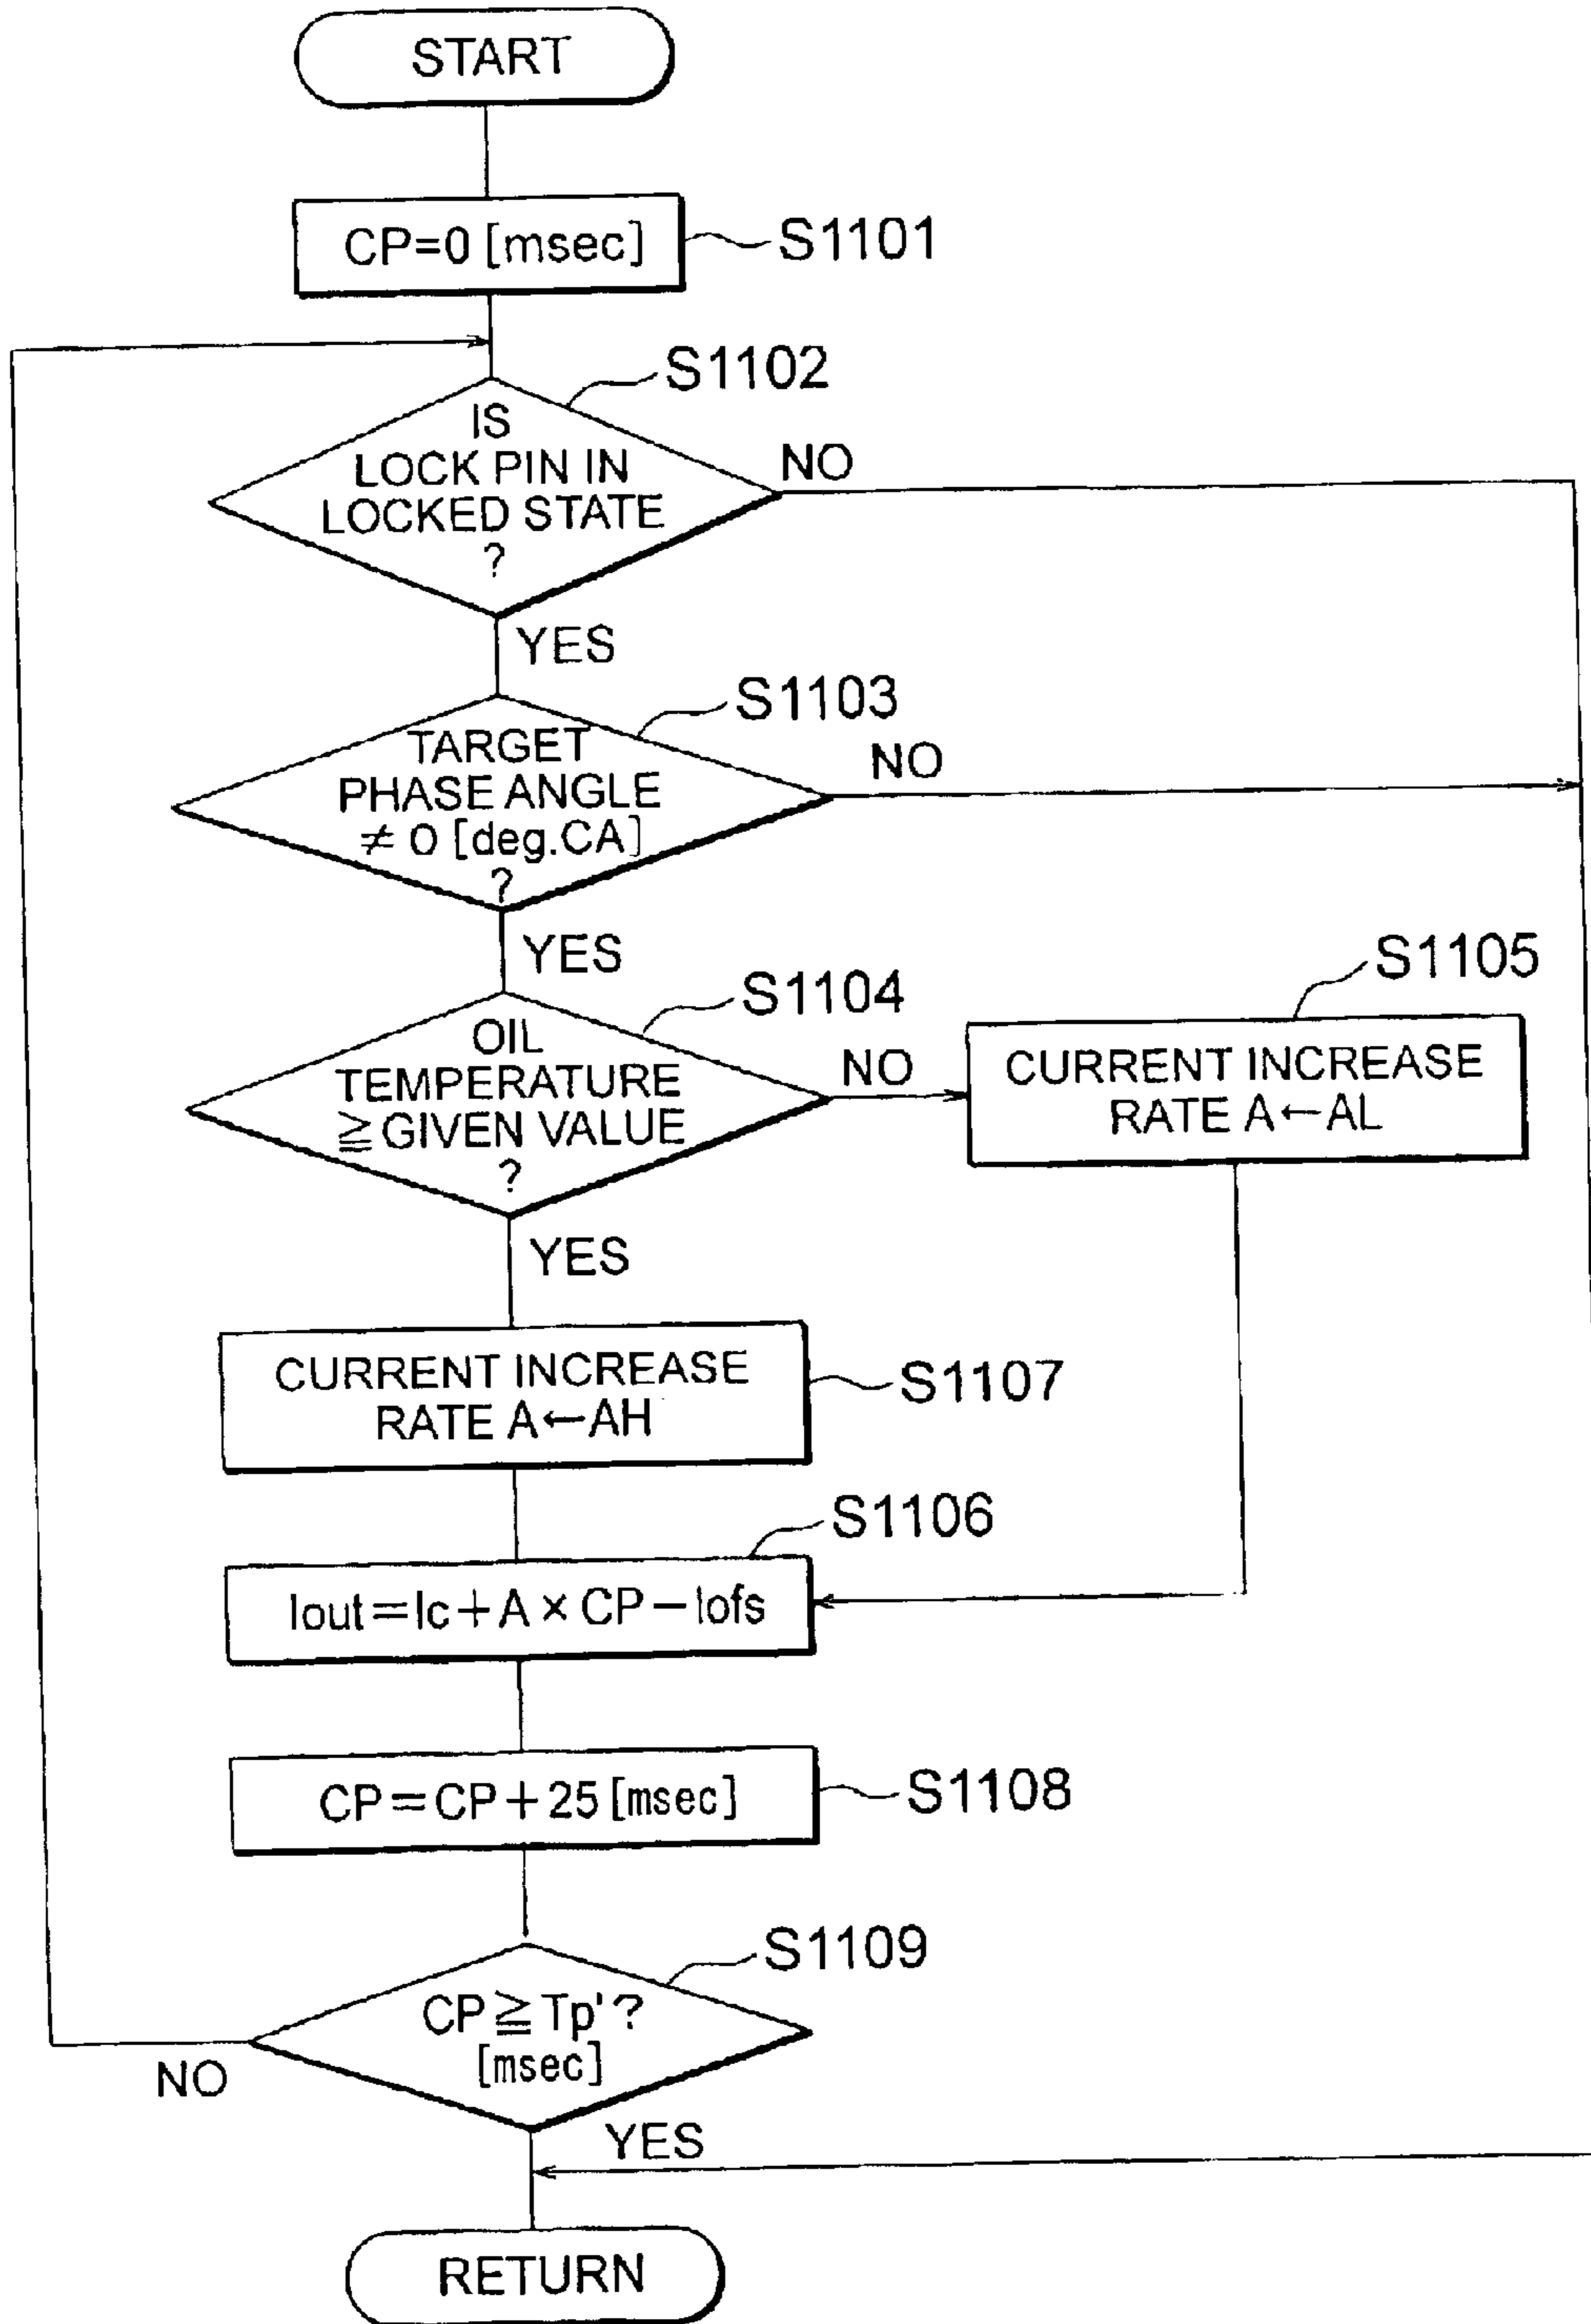 START
CP=0 [msec]
S1101
S1102
IS
LOCK PIN IN
LOCKED STATE
?
NO
YES
S1103
TARGET
PHASE ANGLE
≠ 0 [deg.CA]
?
NO
YES
S1104
OIL
TEMPERATURE
≧ GIVEN VALUE
?
NO
S1105
CURRENT INCREASE
RATE A←AL
YES
CURRENT INCREASE
RATE A←AH
S1107
S1106
Iout=Ic+A×CP−Iofs
CP=CP+25 [msec]
S1108
S1109
CP≧Tp'?
[msec]
NO
YES
RETURN